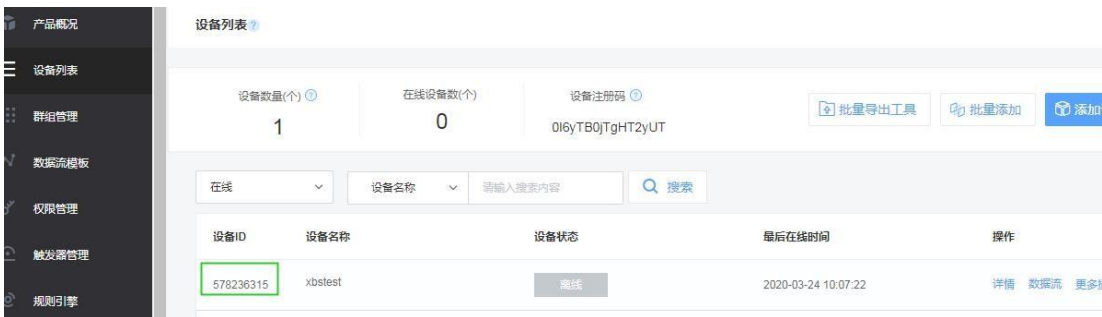 产品概况
设备列表
群组管理
数据流模板
权限管理
触发器管理
规则引擎
设备列表 ?
设备数量(个) ?
1
在线设备数(个)
0
设备注册码 ?
0I6yTB0jTgHT2yUT
批量导出工具
批量添加
添加
在线
设备名称
请输入搜索内容
搜索
设备ID 设备名称 设备状态 最后在线时间 操作
578236315 xbstest 离线 2020-03-24 10:07:22 详情 数据流 更多